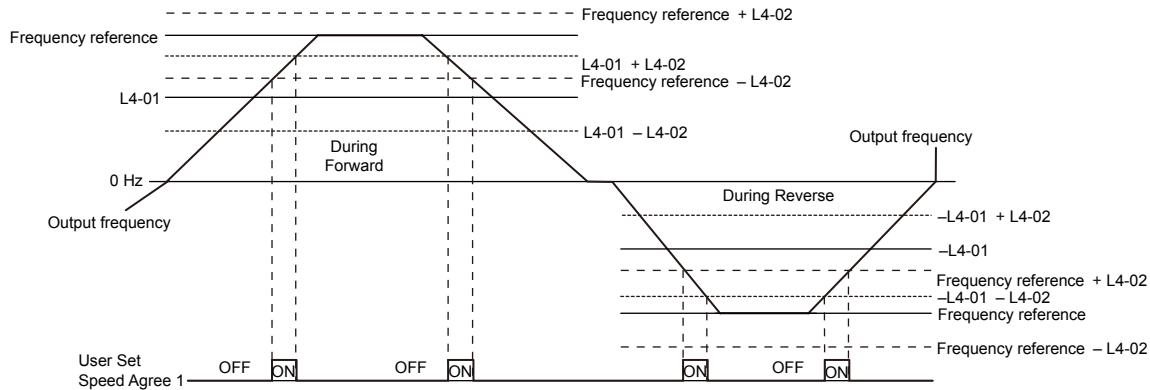 Frequency reference + L4-02
Frequency reference
L4-01 + L4-02
Frequency reference – L4-02
L4-01
L4-01 – L4-02
During
Forward
Output frequency
0 Hz
During Reverse
Output frequency
–L4-01 + L4-02
–L4-01
Frequency reference + L4-02
–L4-01 – L4-02
Frequency reference
Frequency reference – L4-02
User Set
Speed Agree 1
OFF ON OFF ON ON OFF ON